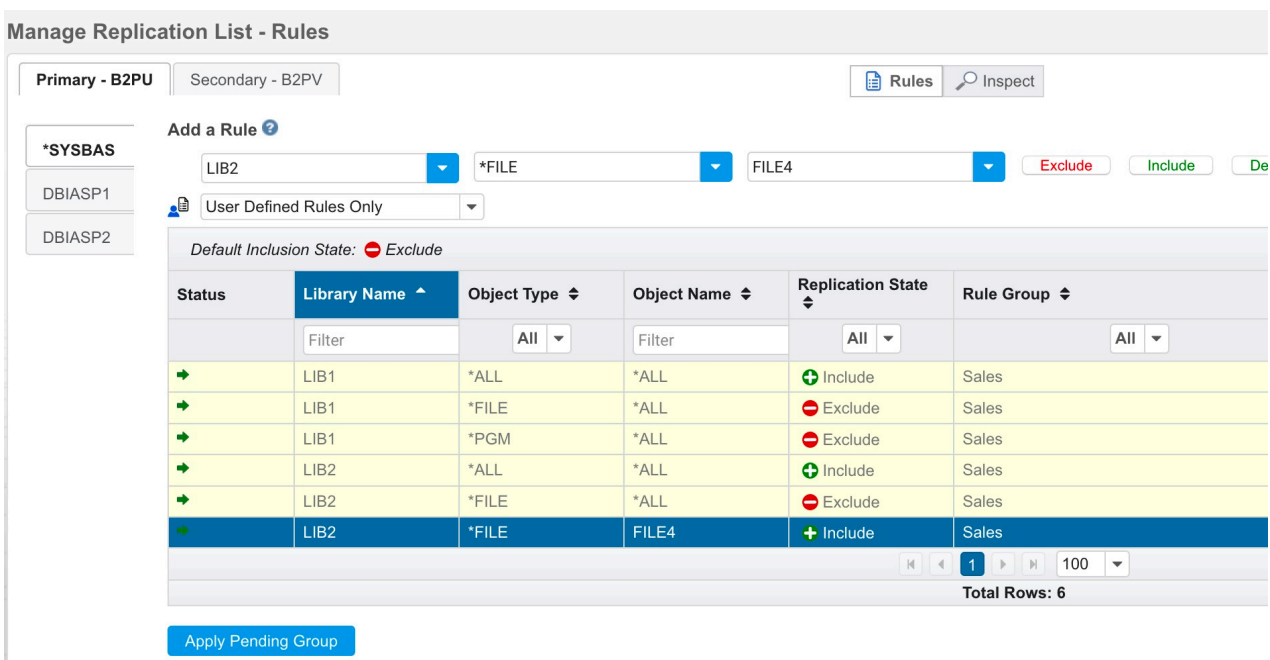 Manage Replication List - Rules
Primary - B2PU Secondary - B2PV Rules Inspect
Add a Rule ?
*SYSBAS
LIB2 *FILE FILE4 Exclude Include De
DBIASP1
User Defined Rules Only
DBIASP2
Default Inclusion State: Exclude
Status Library Name Object Type Object Name Replication State Rule Group
Filter All Filter All All
LIB1 *ALL *ALL Include Sales
LIB1 *FILE *ALL Exclude Sales
LIB1 *PGM *ALL Exclude Sales
LIB2 *ALL *ALL Include Sales
LIB2 *FILE *ALL Exclude Sales
LIB2 *FILE FILE4 Include Sales
1 100
Total Rows: 6
Apply Pending Group